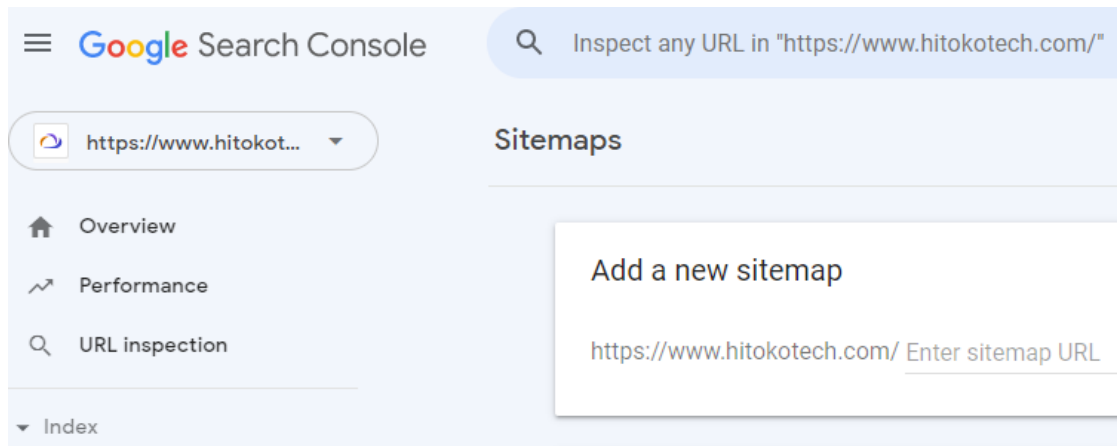 Google Search Console
Inspect any URL in "https://www.hitokotech.com/"
https://www.hitokot...
Sitemaps
Overview
Performance
URL inspection
Index
Add a new sitemap
https://www.hitokotech.com/ Enter sitemap URL